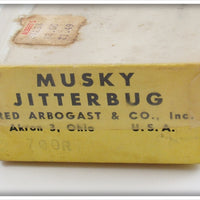 MUSKY
JITTERBUG
RED ARBOGAST & CO., Inc.
Akron 3, Ohio U. S. A.
700R